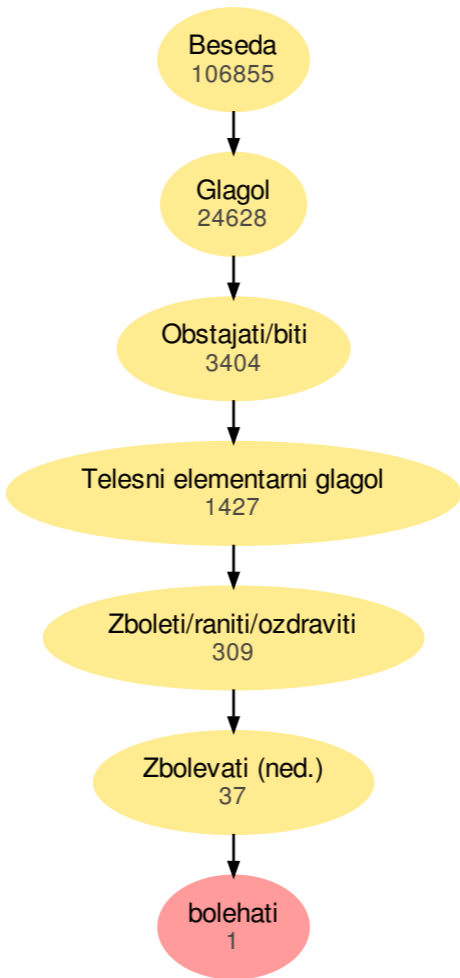 Beseda
106855
Glagol
24628
Obstajati/biti
3404
Telesni elementarni glagol
1427
Zboleti/raniti/ozdraviti
309
Zbolevati (ned.)
37
bolehati
1